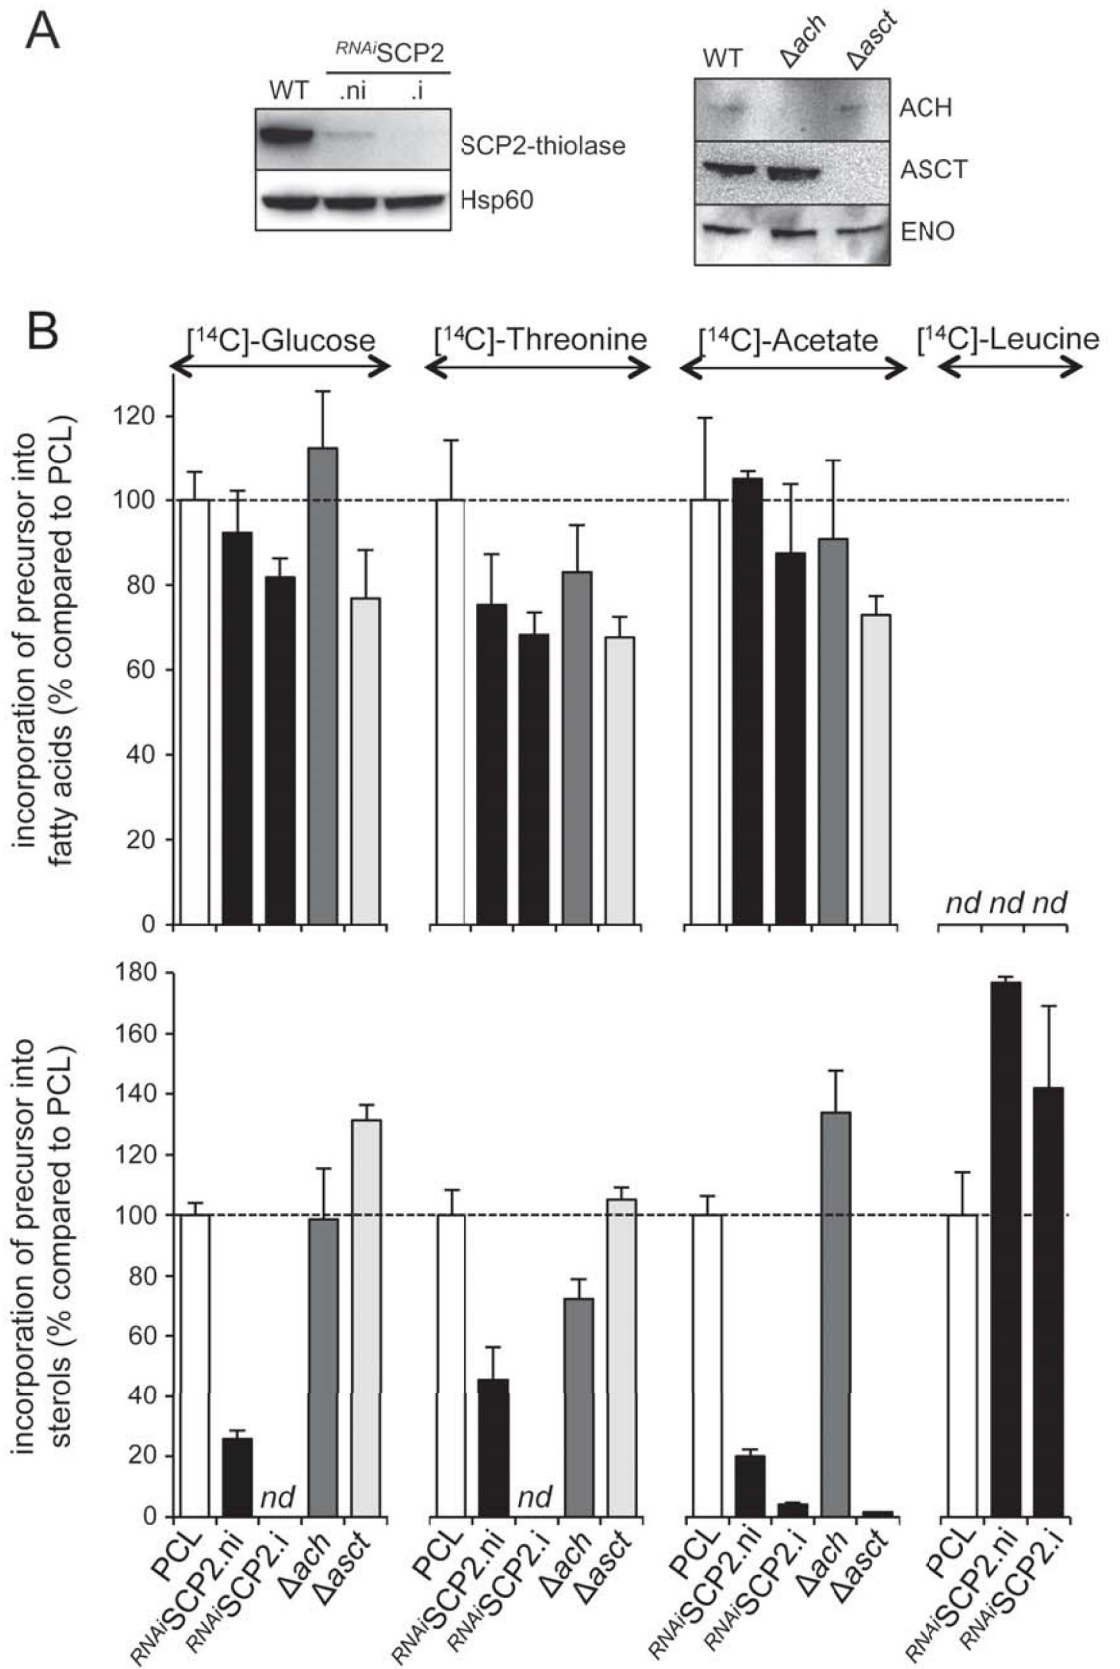 A
RNAiSCP2
WT .ni .i
SCP2-thiolase
Hsp60
WT Δach Δasct
ACH
ASCT
ENO
B
[14C]-Glucose [14C]-Threonine [14C]-Acetate [14C]-Leucine
incorporation of precursor into
fatty acids (% compared to PCL)
120
100
80
60
40
20
0
nd nd nd
incorporation of precursor into
sterols (% compared to PCL)
180
160
140
120
100
80
60
40
20
0
nd nd
PCL RNAiSCP2.ni RNAiSCP2.i Δach Δasct PCL RNAiSCP2.ni RNAiSCP2.i Δach Δasct PCL RNAiSCP2.ni RNAiSCP2.i Δach Δasct PCL RNAiSCP2.ni RNAiSCP2.i